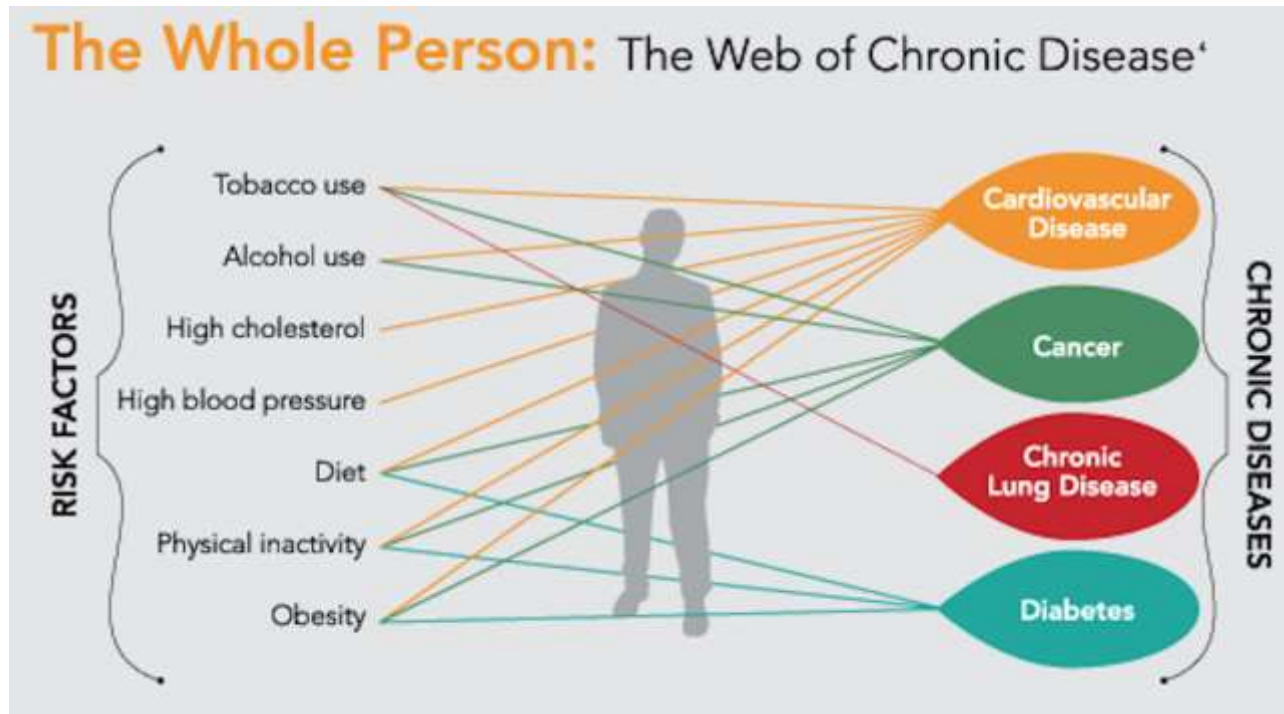 The Whole Person: The Web of Chronic Disease‘
RISK FACTORS
Tobacco use
Alcohol use
High cholesterol
High blood pressure
Diet
Physical inactivity
Obesity
Cardiovascular
Disease
Cancer
Chronic
Lung Disease
Diabetes
CHRONIC DISEASES